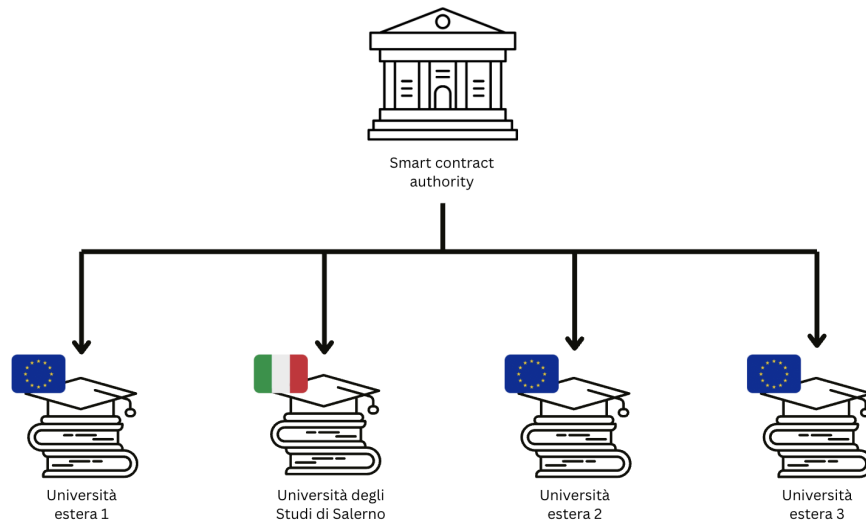 Smart contract
authority
Università
estera 1
Università degli
Studi di Salerno
Università
estera 2
Università
estera 3